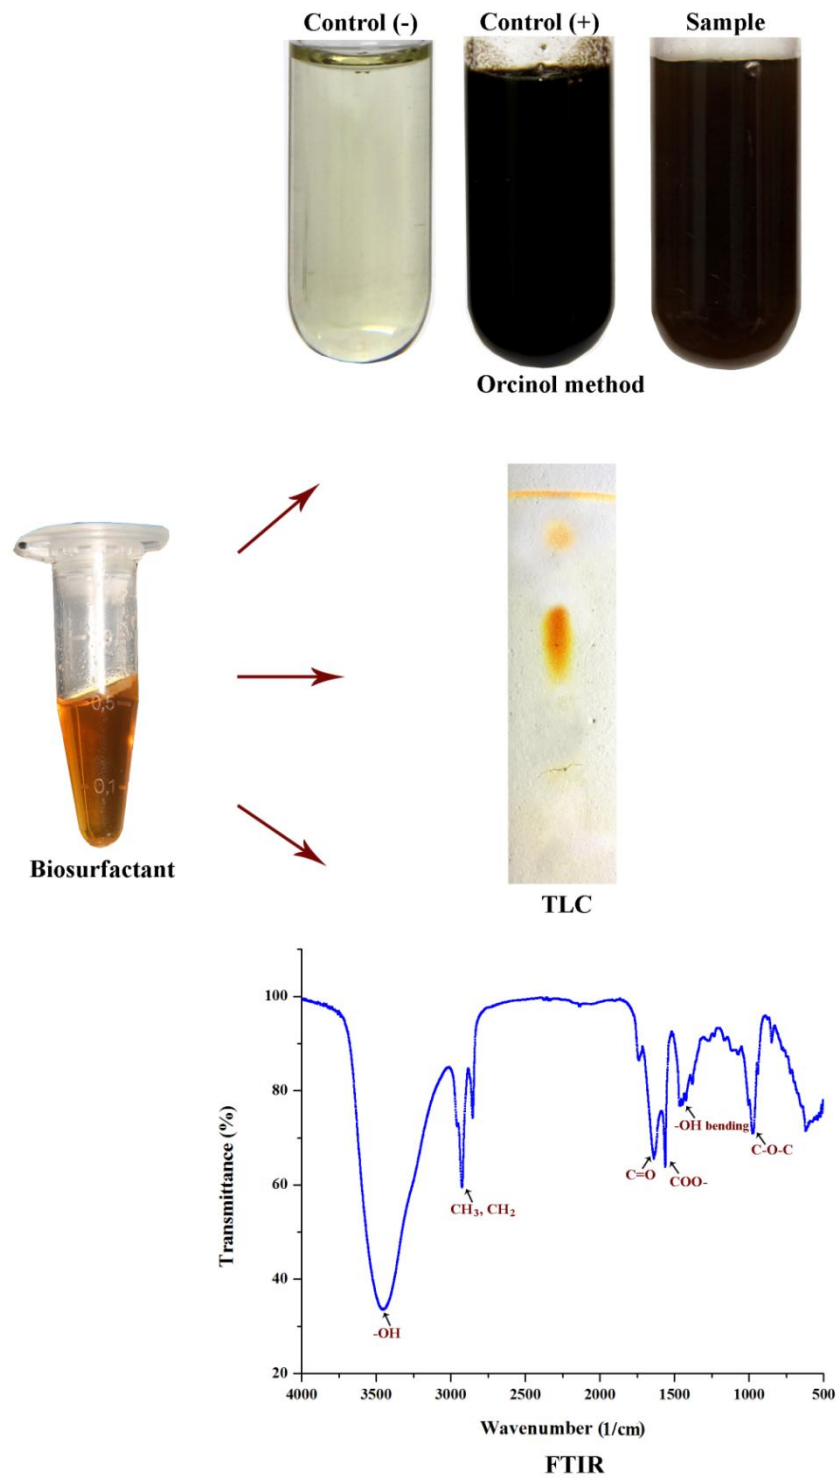 Control (-)
Control (+)
Sample
Orcinol method
0,5
0,1
Biosurfactant
TLC
100
80
60
40
20
Transmittance (%)
-OH
CH3, CH2
C=O
COO-
-OH bending
C-O-C
4000
3500
3000
2500
2000
1500
1000
500
Wavenumber (1/cm)
FTIR